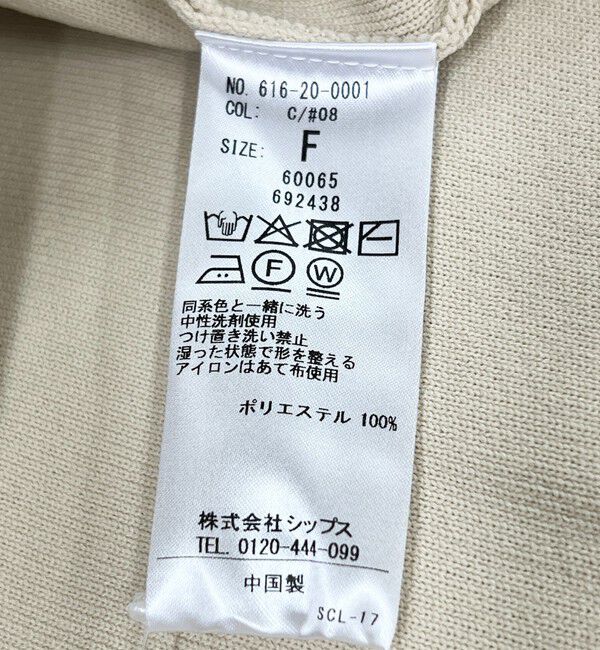 NO. 616-20-0001
COL: C/#08
SIZE: F
60065
692438
F W
同系色と一緒に洗う
中性洗剤使用
つけ置き洗い禁止
湿った状態で形を整える
アイロンはあて布使用
ポリエステル 100%
株式会社シップス
TEL. 0120-444-099
中国製
SCL-17